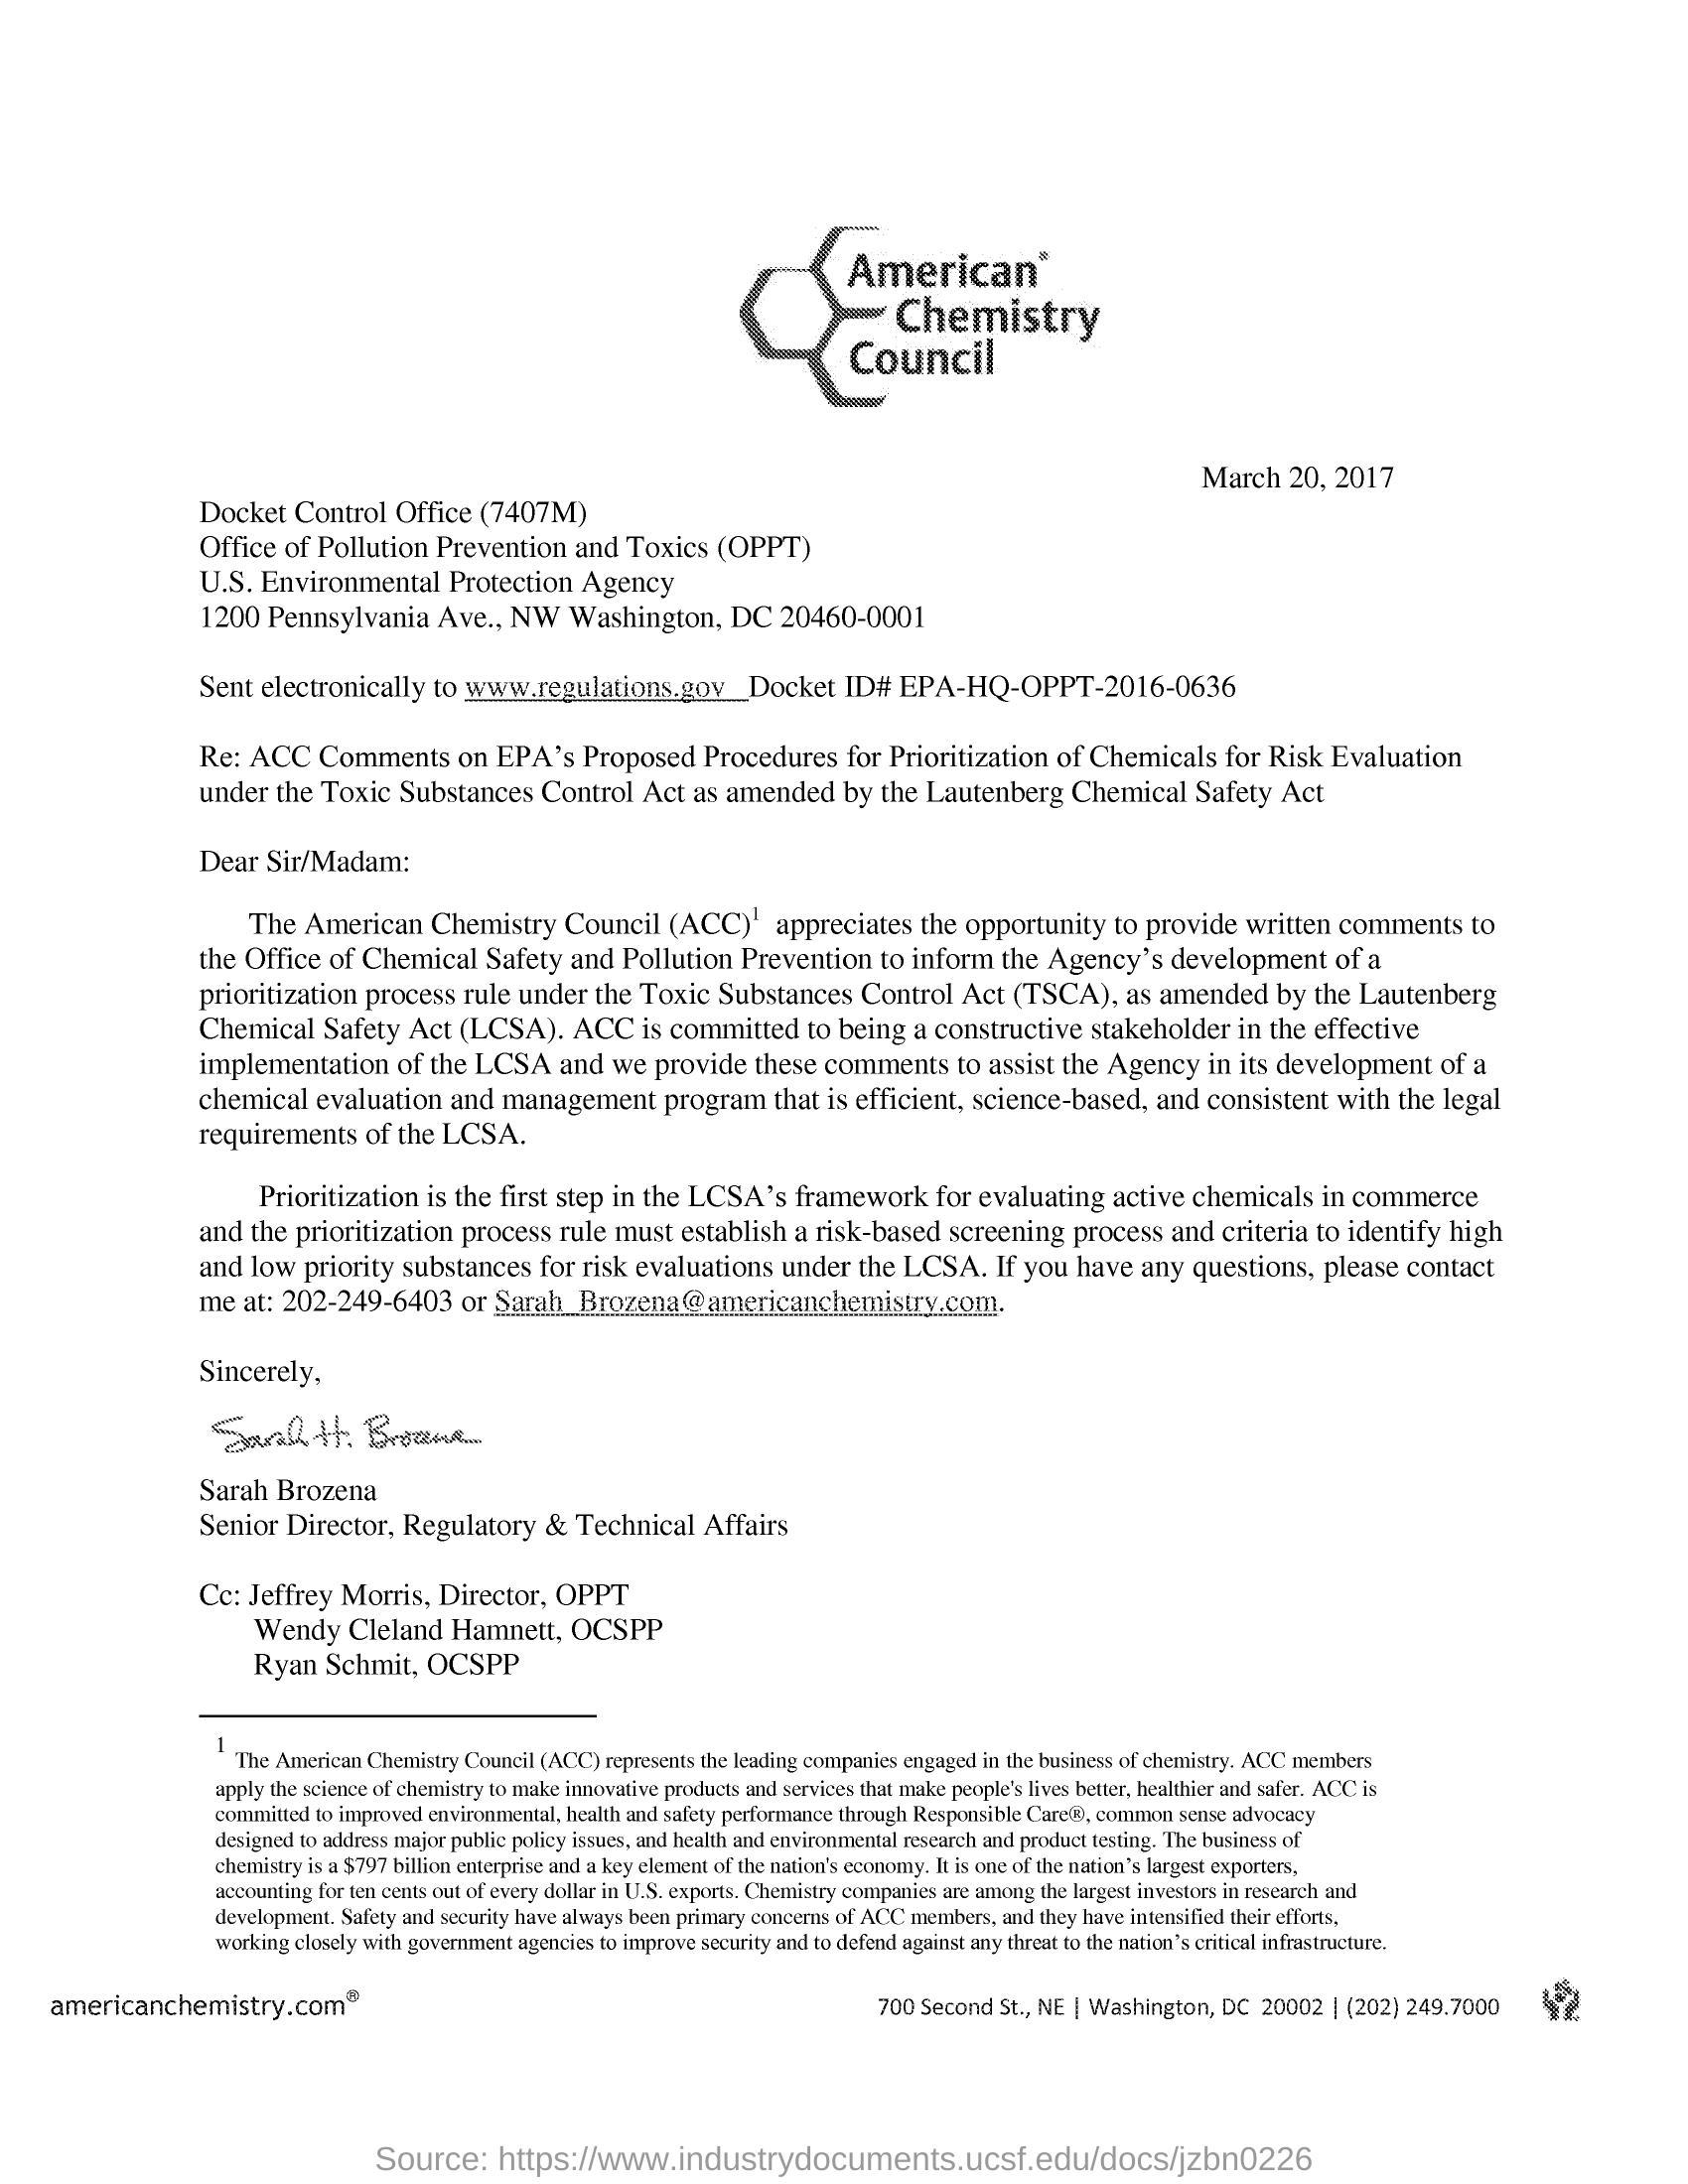 American®
Chemistry
Council
March 20, 2017
Docket Control Office (7407M)
Office of Pollution Prevention and Toxics (OPPT)
U.S. Environmental Protection Agency
1200 Pennsylvania Ave., NW Washington, DC 20460-0001
Sent electronically to www.regulations.gov  Docket ID# EPA-HQ-OPPT-2016-0636
Re: ACC Comments on EPA's Proposed Procedures for Prioritization of Chemicals for Risk Evaluation
under the Toxic Substances Control Act as amended by the Lautenberg Chemical Safety Act
Dear Sir/Madam:
The American Chemistry Council (ACC)1 appreciates the opportunity to provide written comments to
the Office of Chemical Safety and Pollution Prevention to inform the Agency's development of a
prioritization process rule under the Toxic Substances Control Act (TSCA), as amended by the Lautenberg
Chemical Safety Act (LCSA). ACC is committed to being a constructive stakeholder in the effective
implementation of the LCSA and we provide these comments to assist the Agency in its development of a
chemical evaluation and management program that is efficient, science-based, and consistent with the legal
requirements of the LCSA.
Prioritization is the first step in the LCSA's framework for evaluating active chemicals in commerce
and the prioritization process rule must establish a risk-based screening process and criteria to identify high
and low priority substances for risk evaluations under the LCSA. If you have any questions, please contact
me at: 202-249-6403 or Sarah_Brozena@americanchemistry.com.
Sincerely,
Sarah H. Brozena
Sarah Brozena
Senior Director, Regulatory & Technical Affairs
Cc: Jeffrey Morris, Director, OPPT
Wendy Cleland Hamnett, OCSPP
Ryan Schmit, OCSPP
1 The American Chemistry Council (ACC) represents the leading companies engaged in the business of chemistry. ACC members
apply the science of chemistry to make innovative products and services that make people's lives better, healthier and safer. ACC is
committed to improved environmental, health and safety performance through Responsible Care®, common sense advocacy
designed to address major public policy issues, and health and environmental research and product testing. The business of
chemistry is a $797 billion enterprise and a key element of the nation's economy. It is one of the nation's largest exporters,
accounting for ten cents out of every dollar in U.S. exports. Chemistry companies are among the largest investors in research and
development. Safety and security have always been primary concerns of ACC members, and they have intensified their efforts,
working closely with government agencies to improve security and to defend against any threat to the nation's critical infrastructure.
americanchemistry.com® 700 Second St., NE | Washington, DC 20002 | (202) 249.7000
Source: https://www.industrydocuments.ucsf.edu/docs/jzbn0226